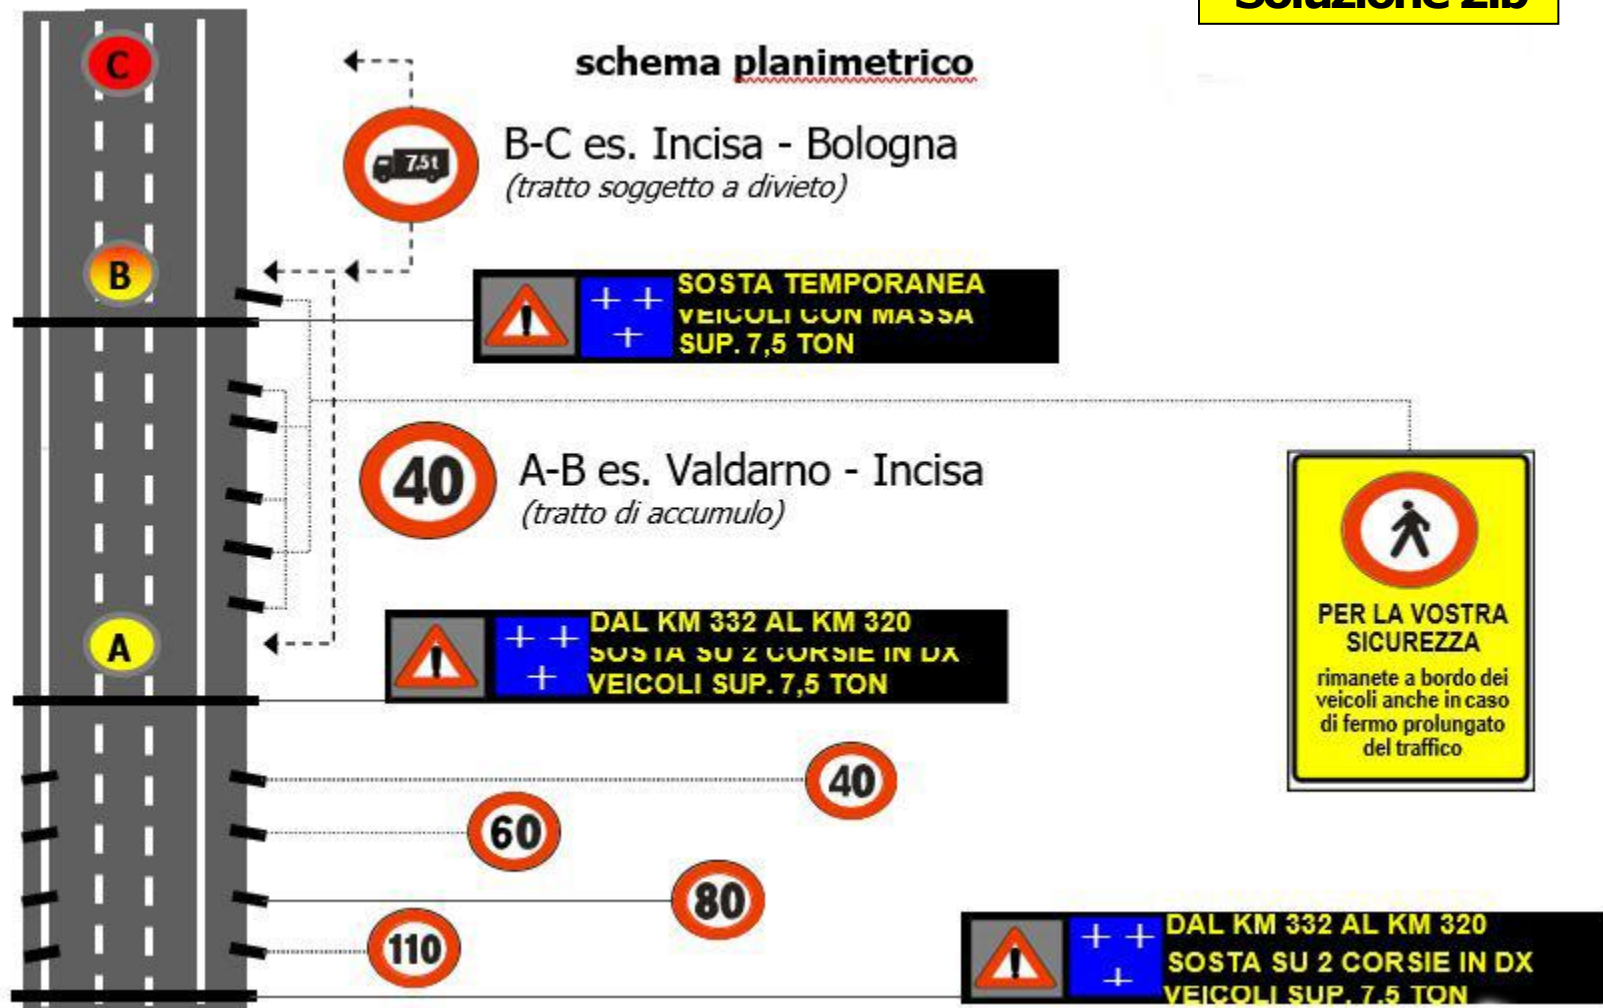 Soluzione 2ib
schema planimetrico
C
7,5t
B-C es. Incisa - Bologna
(tratto soggetto a divieto)
B
SOSTA TEMPORANEA
VEICOLI CON MASSA
SUP. 7,5 TON
40
A-B es. Valdarno - Incisa
(tratto di accumulo)
PER LA VOSTRA
SICUREZZA
rimanete a bordo dei
veicoli anche in caso
di fermo prolungato
del traffico
A
DAL KM 332 AL KM 320
SOSTA SU 2 CORSIE IN DX
VEICOLI SUP. 7,5 TON
40
60
80
110
DAL KM 332 AL KM 320
SOSTA SU 2 CORSIE IN DX
VEICOLI SUP. 7,5 TON